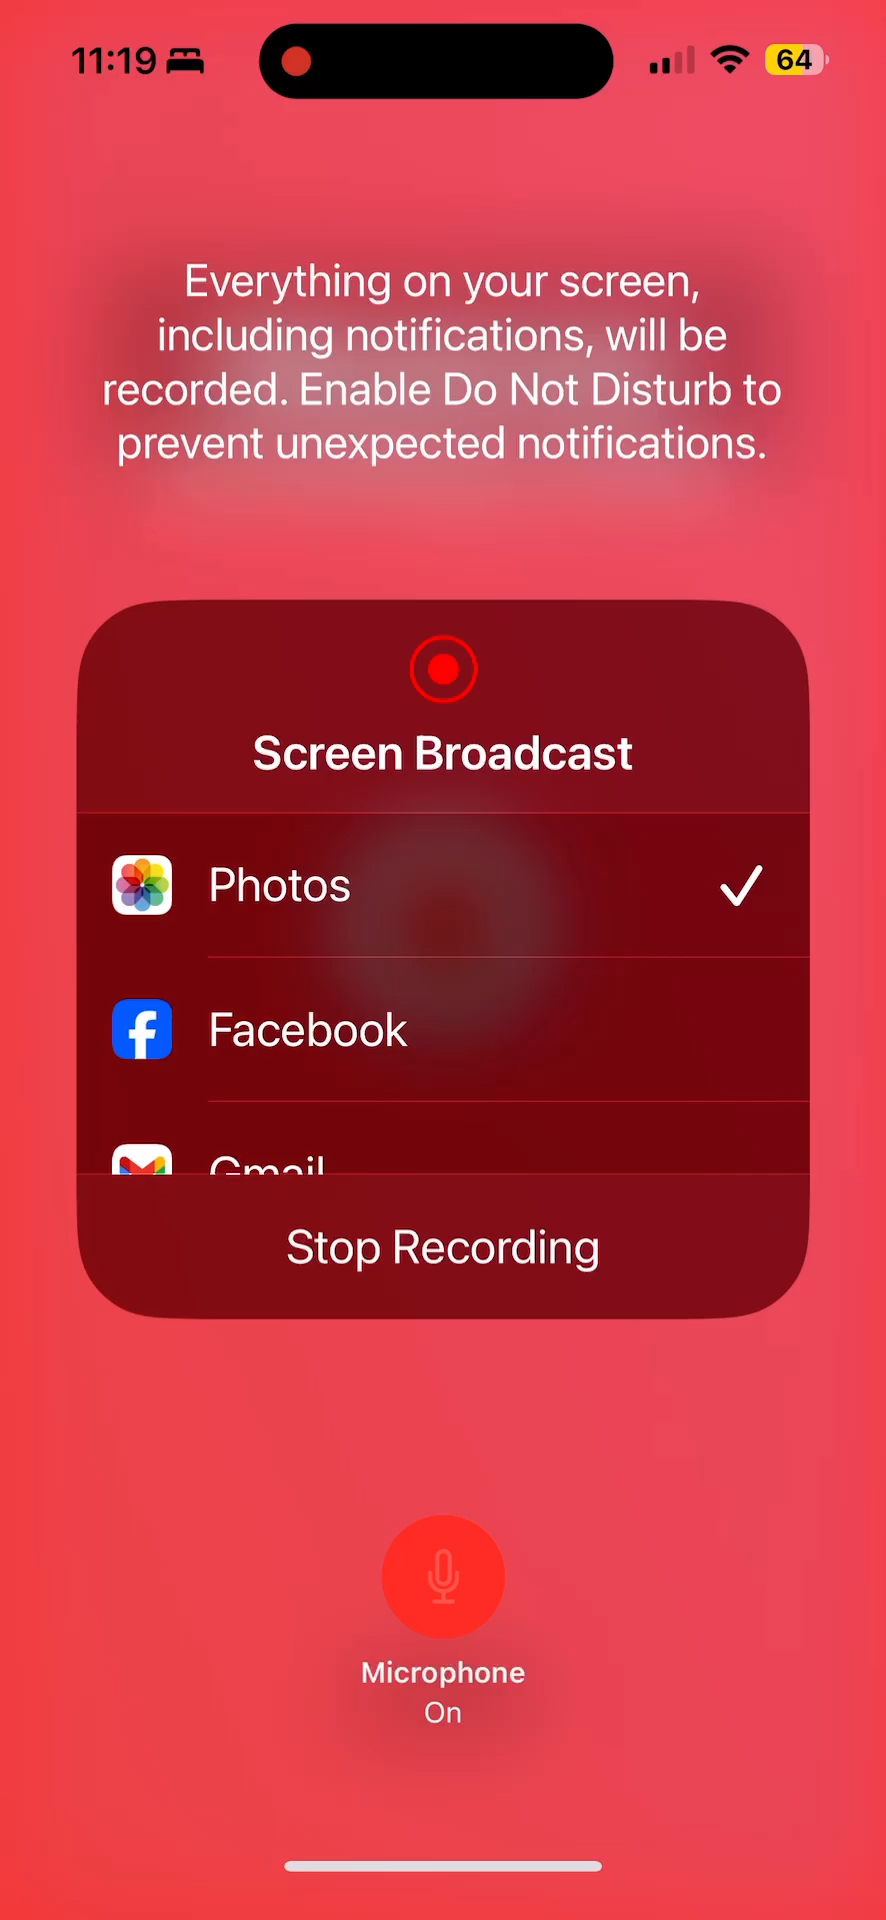 11:19
64
Everything on your screen,
including notifications, will be
recorded. Enable Do Not Disturb to
prevent unexpected notifications.
Screen Broadcast
Photos
Facebook
Gmail
Stop Recording
Microphone
On